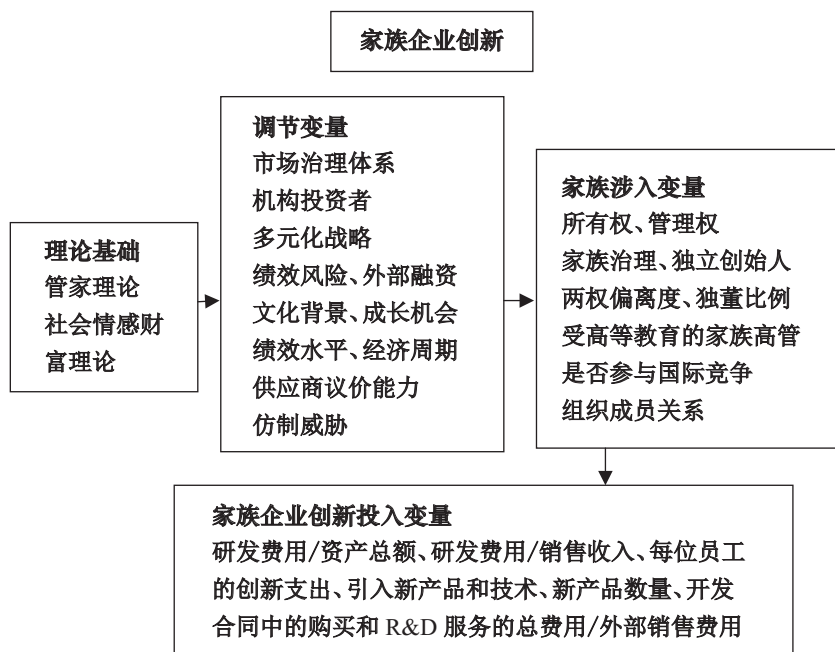 家族企业创新
理论基础
管家理论
社会情感财
富理论
调节变量
市场治理体系
机构投资者
多元化战略
绩效风险、外部融资
文化背景、成长机会
绩效水平、经济周期
供应商议价能力
仿制威胁
家族涉入变量
所有权、管理权
家族治理、独立创始人
两权偏离度、独董比例
受高等教育的家族高管
是否参与国际竞争
组织成员关系
家族企业创新投入变量
研发费用/资产总额、研发费用/销售收入、每位员工
的创新支出、引入新产品和技术、新产品数量、开发
合同中的购买和 R&D 服务的总费用/外部销售费用